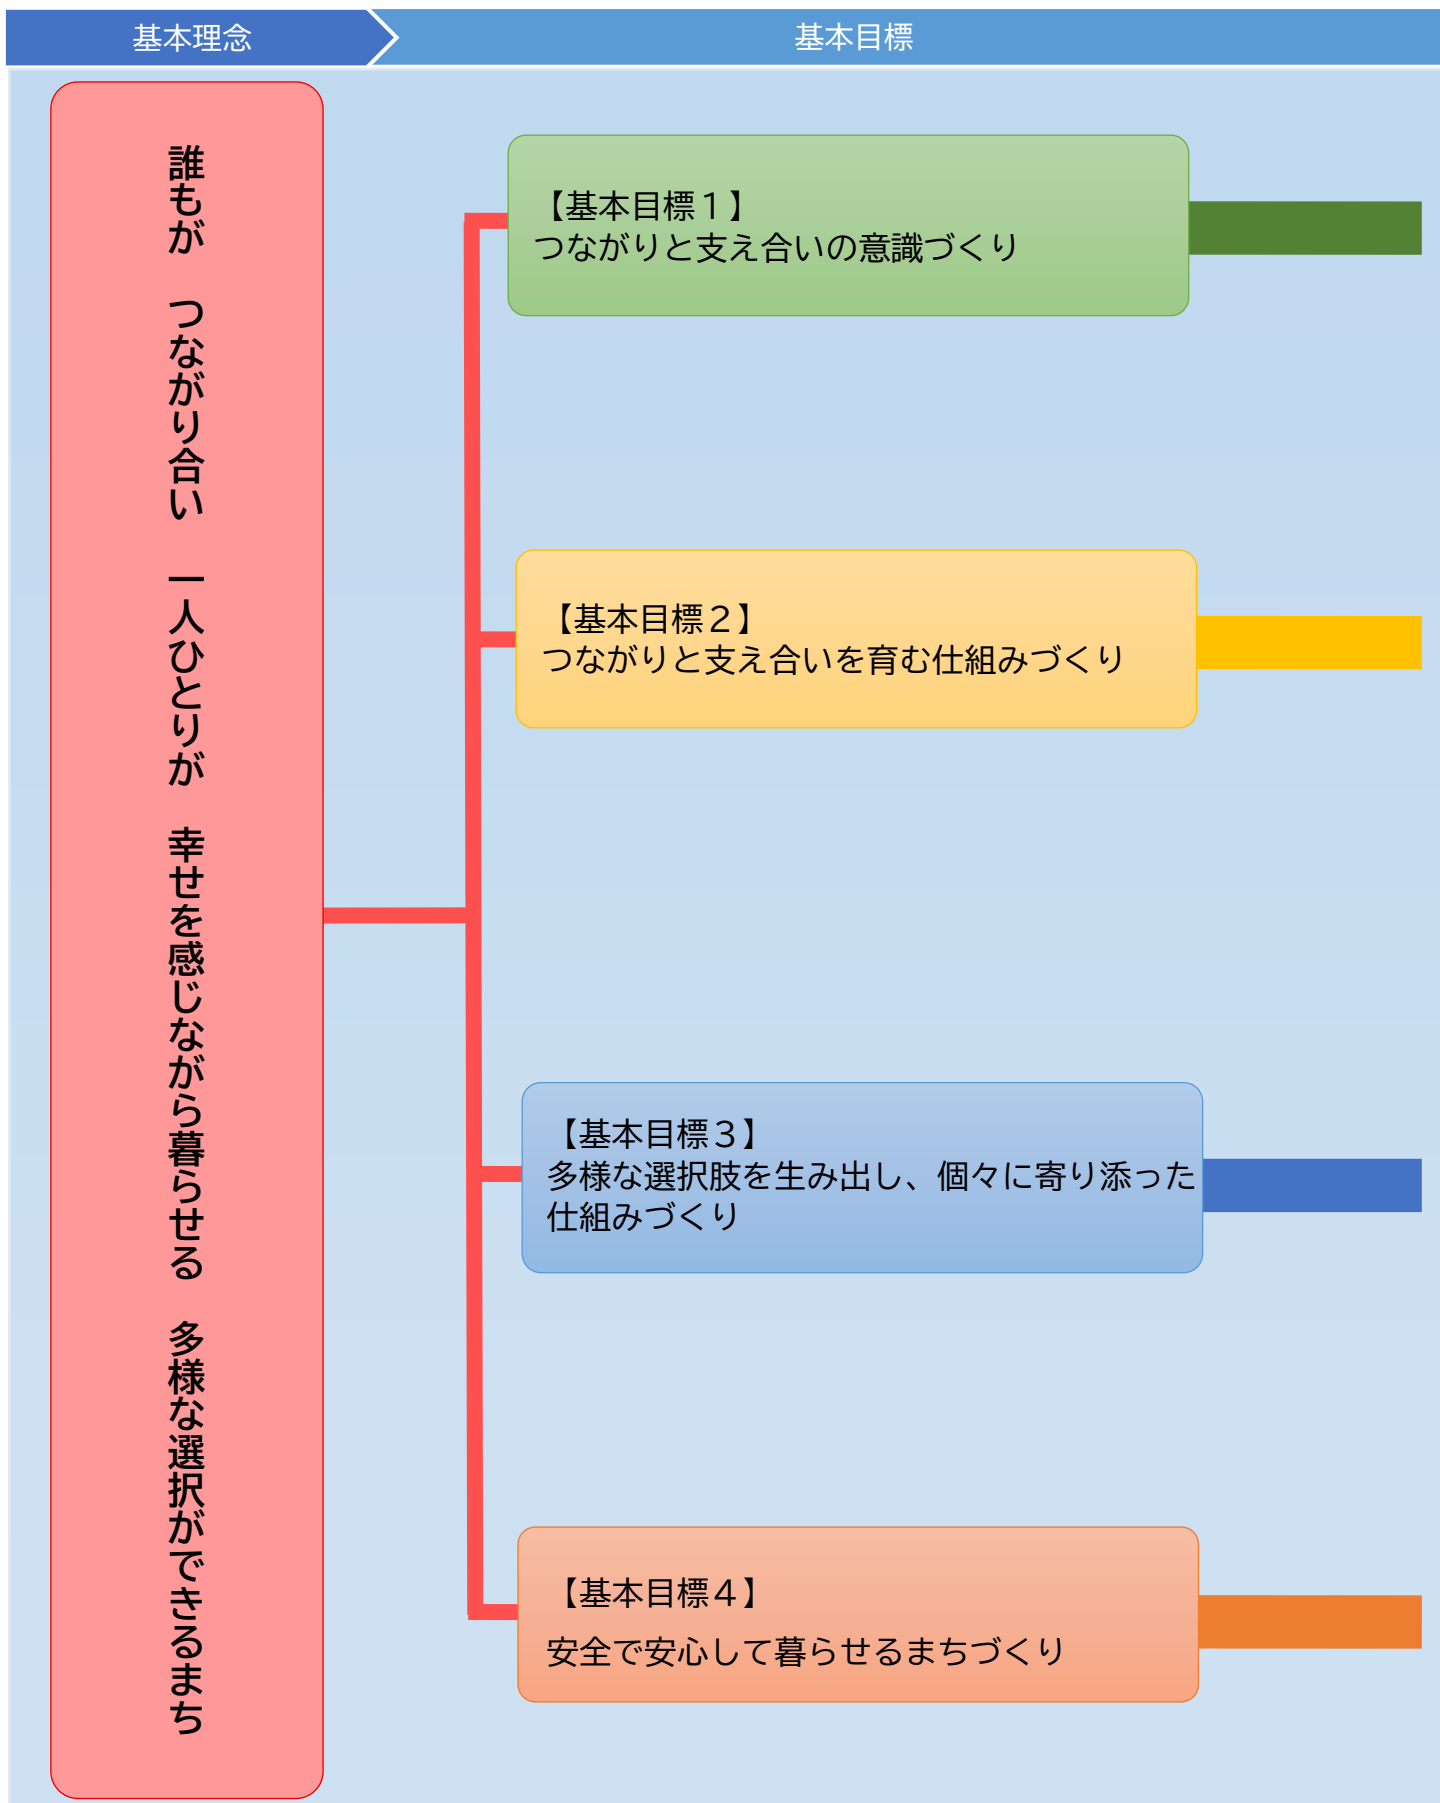 基本理念
基本目標
誰もが　つながり合い　一人ひとりが　幸せを感じながら暮らせる　多様な選択ができるまち
【基本目標１】
つながりと支え合いの意識づくり
【基本目標２】
つながりと支え合いを育む仕組みづくり
【基本目標３】
多様な選択肢を生み出し、個々に寄り添った
仕組みづくり
【基本目標４】
安全で安心して暮らせるまちづくり